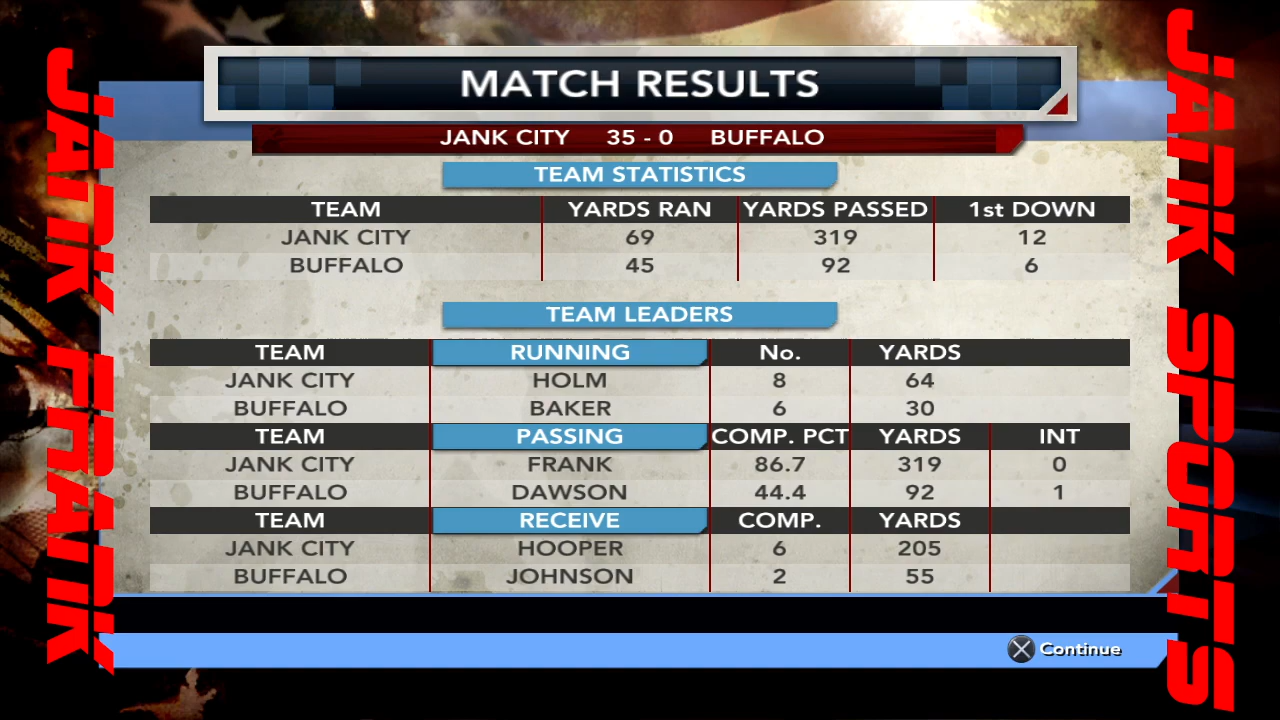 MATCH RESULTS
JANK CITY 35 - 0 BUFFALO
TEAM STATISTICS
TEAM YARDS RAN YARDS PASSED 1st DOWN
JANK CITY 69 319 12
BUFFALO 45 92 6
TEAM LEADERS
TEAM RUNNING No. YARDS
JANK CITY HOLM 8 64
BUFFALO BAKER 6 30
TEAM PASSING COMP. PCT YARDS INT
JANK CITY FRANK 86.7 319 0
BUFFALO DAWSON 44.4 92 1
TEAM RECEIVE COMP. YARDS
JANK CITY HOOPER 6 205
BUFFALO JOHNSON 2 55
Continue
JANK FRANK
JANK SPORTS